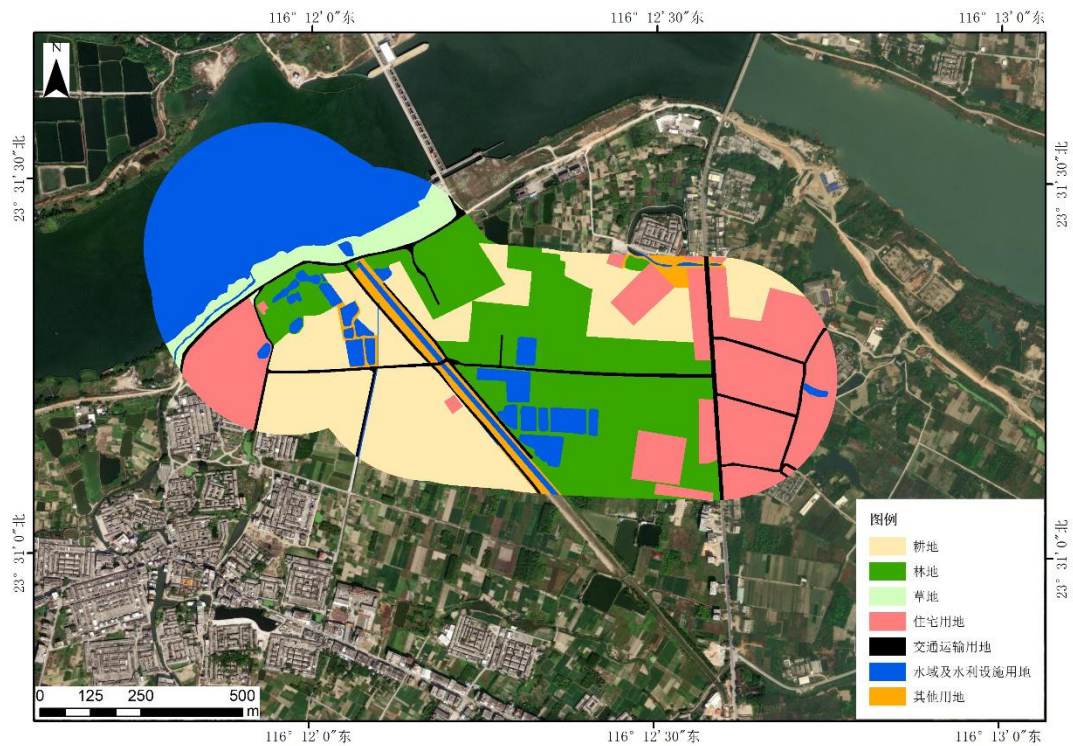 116° 12′0″东
116° 12′30″东
116° 13′0″东
N
23° 31′30″北
23° 31′30″北
23° 31′0″北
23° 31′0″北
图例
耕地
林地
草地
住宅用地
交通运输用地
水域及水利设施用地
其他用地
0 125 250 500
m
116° 12′0″东
116° 12′30″东
116° 13′0″东